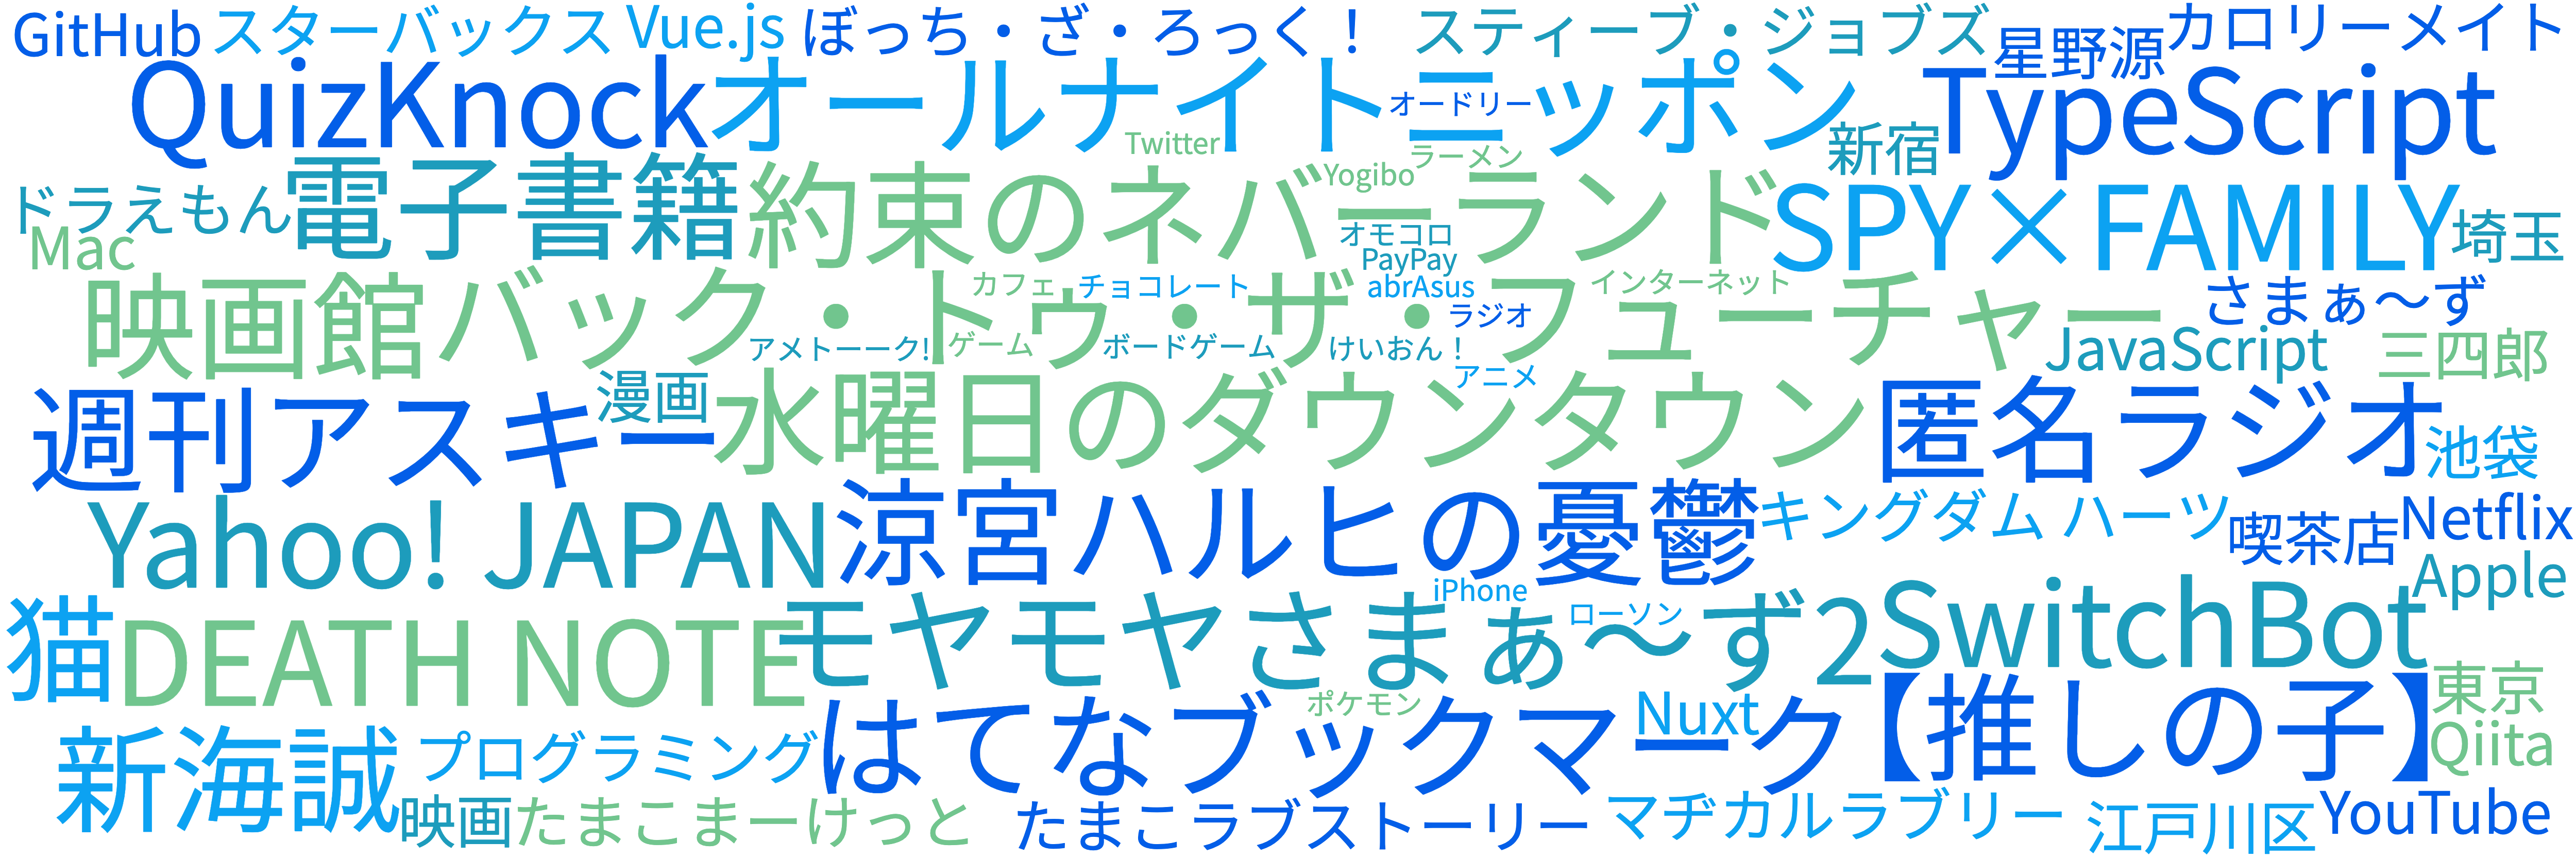 GitHub スターバックス Vue.js ぼっち・ざ・ろっく！ スティーブ・ジョブズ 星野源 カロリーメイト
QuizKnock オールナイトニッポン オードリー TypeScript
Twitter 新宿
Yogibo ラーメン
ドラえもん 電子書籍 約束のネバーランド SPY×FAMILY 埼玉
Mac オモコロ
PayPay
カフェ チョコレート abrAsus インターネット さまぁ〜ず
映画館 バック・トゥ・ザ・フューチャー ラジオ
アメトーーク! ゲーム ボードゲーム けいおん！ JavaScript 三四郎
漫画 アニメ
週刊アスキー 水曜日のダウンタウン 匿名ラジオ 池袋
Yahoo! JAPAN 涼宮ハルヒの憂鬱 キングダム ハーツ 喫茶店 Netflix
iPhone Apple
ローソン
猫 DEATH NOTE モヤモヤさまぁ〜ず2 SwitchBot 東京
ポケモン Nuxt
新海誠 プログラミング はてなブックマーク 【推しの子】 Qiita
映画 たまこまーけっと たまこラブストーリー マヂカルラブリー 江戸川区 YouTube